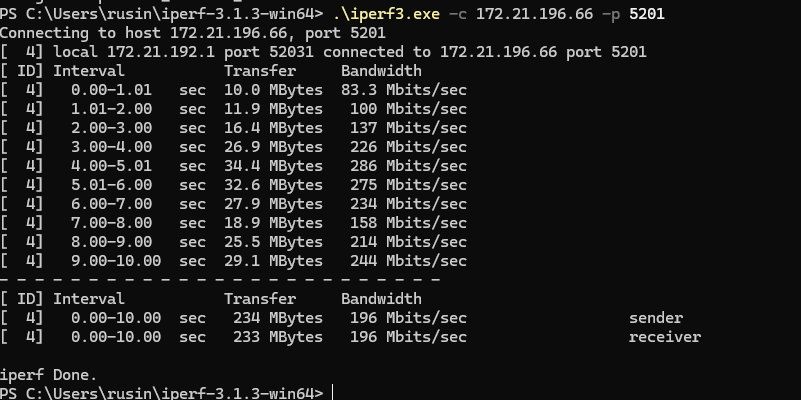 PS C:\Users\rusin\iperf-3.1.3-win64> .\iperf3.exe -c 172.21.196.66 -p 5201
Connecting to host 172.21.196.66, port 5201
[  4] local 172.21.192.1 port 52031 connected to 172.21.196.66 port 5201
[ ID] Interval           Transfer     Bandwidth
[  4]   0.00-1.01   sec  10.0 MBytes  83.3 Mbits/sec
[  4]   1.01-2.00   sec  11.9 MBytes   100 Mbits/sec
[  4]   2.00-3.00   sec  16.4 MBytes   137 Mbits/sec
[  4]   3.00-4.00   sec  26.9 MBytes   226 Mbits/sec
[  4]   4.00-5.01   sec  34.4 MBytes   286 Mbits/sec
[  4]   5.01-6.00   sec  32.6 MBytes   275 Mbits/sec
[  4]   6.00-7.00   sec  27.9 MBytes   234 Mbits/sec
[  4]   7.00-8.00   sec  18.9 MBytes   158 Mbits/sec
[  4]   8.00-9.00   sec  25.5 MBytes   214 Mbits/sec
[  4]   9.00-10.00  sec  29.1 MBytes   244 Mbits/sec
- - - - - - - - - - - - - - - - - - - - - - - - -
[ ID] Interval           Transfer     Bandwidth
[  4]   0.00-10.00  sec   234 MBytes   196 Mbits/sec                  sender
[  4]   0.00-10.00  sec   233 MBytes   196 Mbits/sec                  receiver
iperf Done.
PS C:\Users\rusin\iperf-3.1.3-win64>